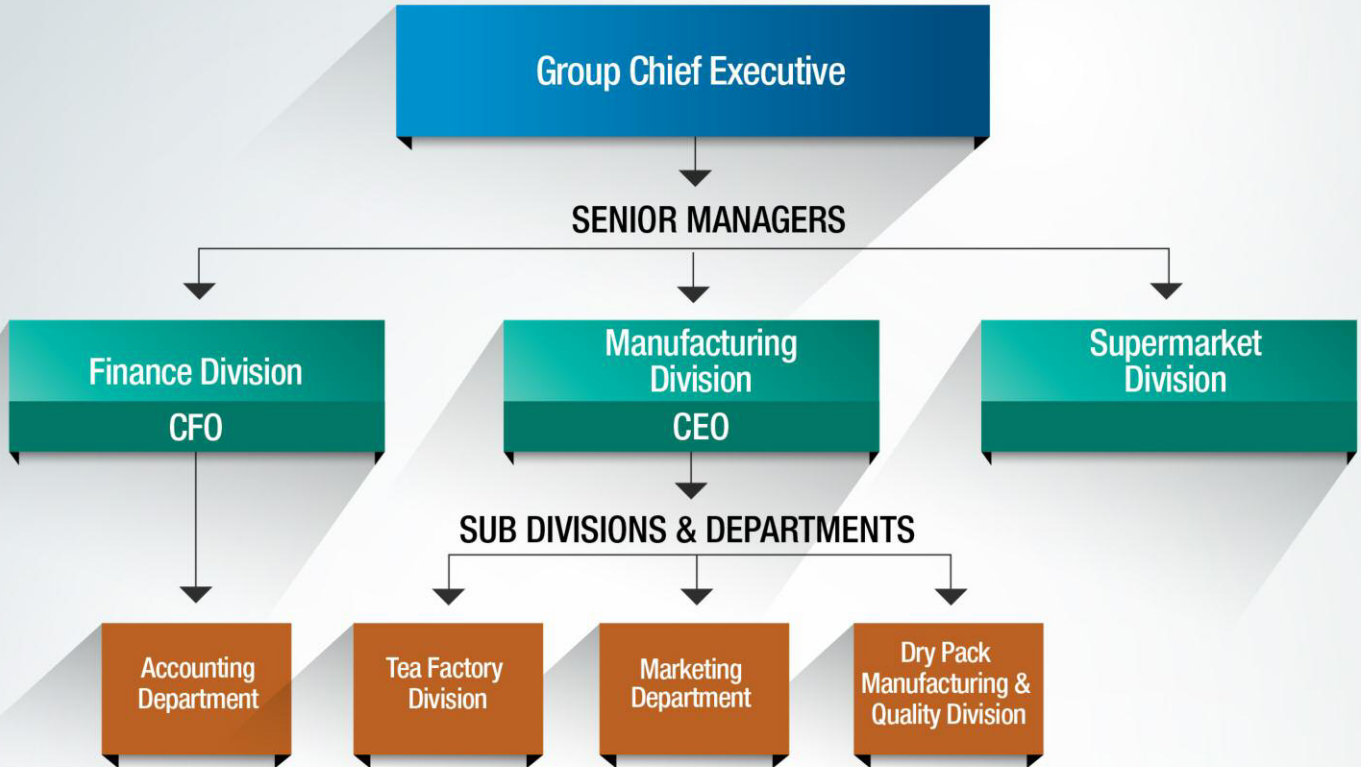 Group Chief Executive
SENIOR MANAGERS
Finance Division
CFO
Manufacturing
Division
CEO
Supermarket
Division
SUB DIVISIONS & DEPARTMENTS
Accounting
Department
Tea Factory
Division
Marketing
Department
Dry Pack
Manufacturing &
Quality Division